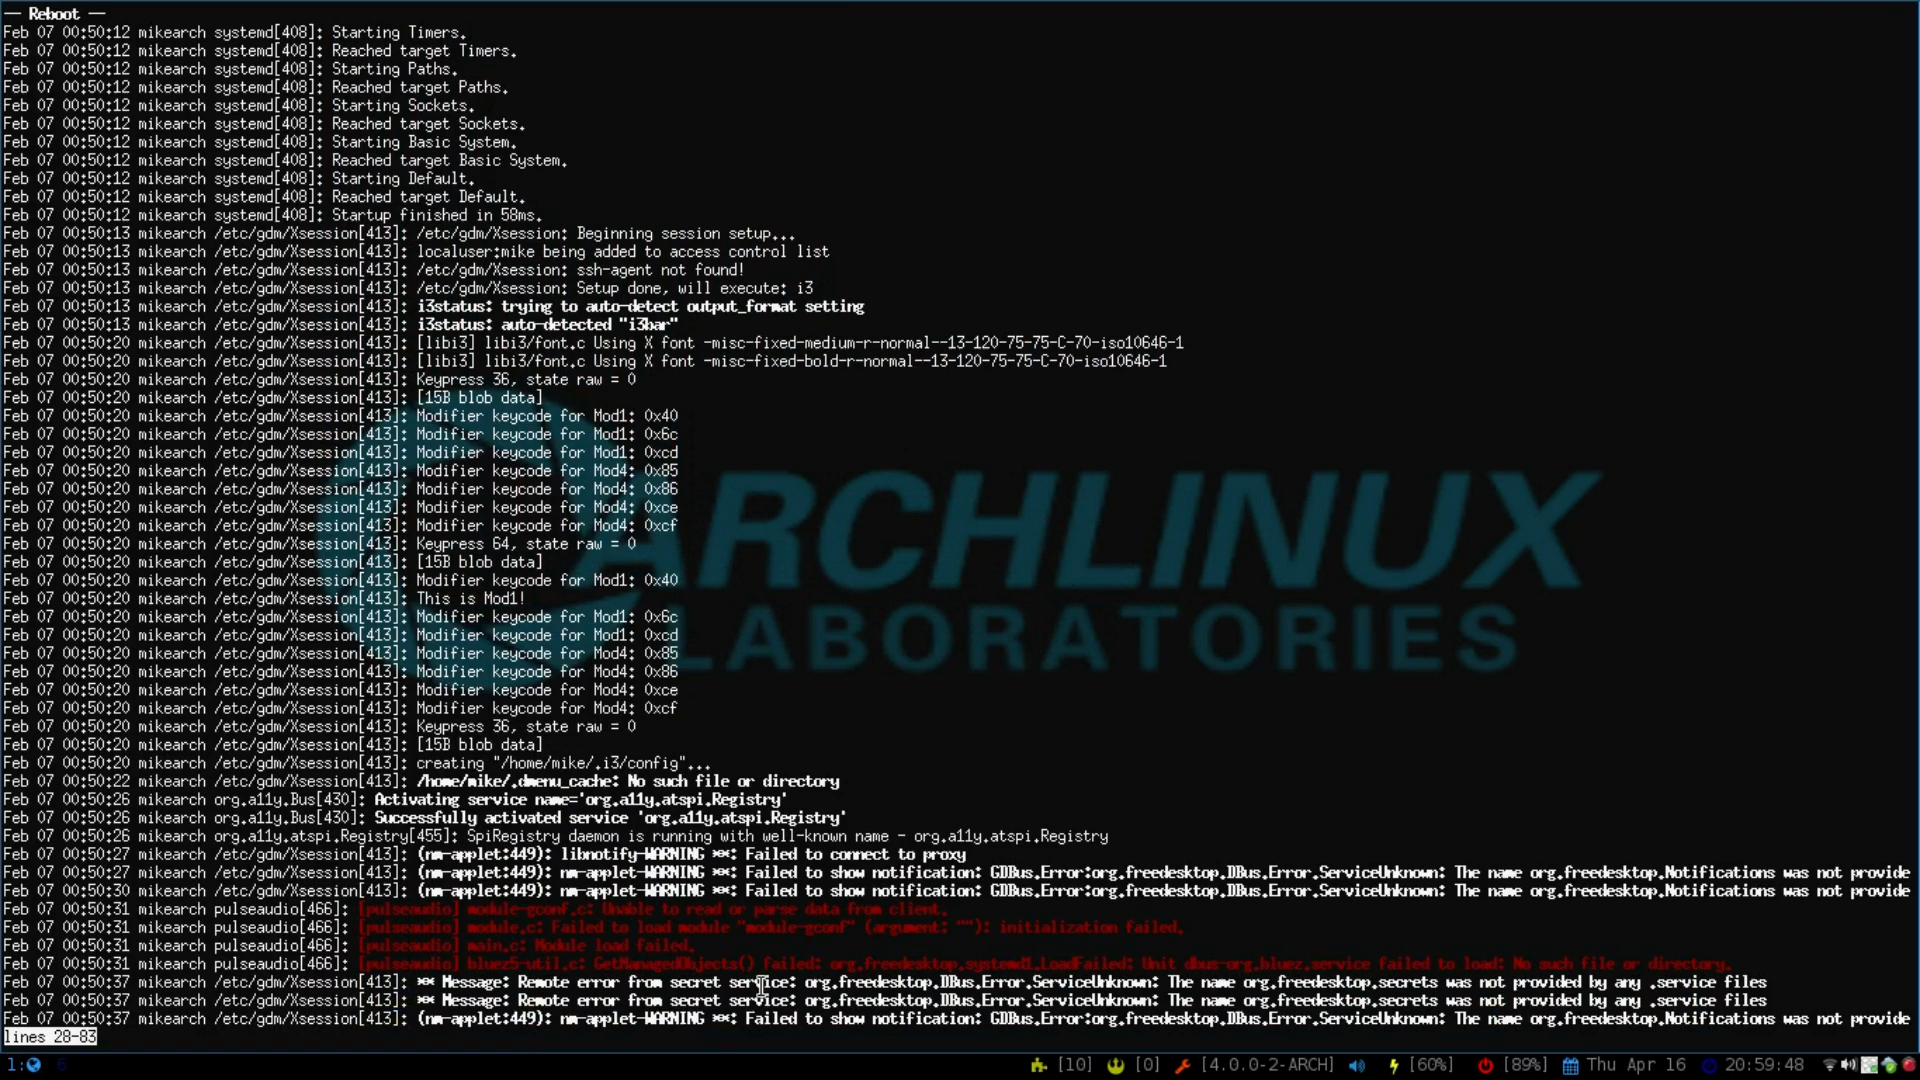 — Reboot —
Feb 07 00:50:12 mikearch systemd[408]: Starting Timers.
Feb 07 00:50:12 mikearch systemd[408]: Reached target Timers.
Feb 07 00:50:12 mikearch systemd[408]: Starting Paths.
Feb 07 00:50:12 mikearch systemd[408]: Reached target Paths.
Feb 07 00:50:12 mikearch systemd[408]: Starting Sockets.
Feb 07 00:50:12 mikearch systemd[408]: Reached target Sockets.
Feb 07 00:50:12 mikearch systemd[408]: Starting Basic System.
Feb 07 00:50:12 mikearch systemd[408]: Reached target Basic System.
Feb 07 00:50:12 mikearch systemd[408]: Starting Default.
Feb 07 00:50:12 mikearch systemd[408]: Reached target Default.
Feb 07 00:50:12 mikearch systemd[408]: Startup finished in 58ms.
Feb 07 00:50:13 mikearch /etc/gdm/Xsession[413]: /etc/gdm/Xsession: Beginning session setup...
Feb 07 00:50:13 mikearch /etc/gdm/Xsession[413]: localuser:mike being added to access control list
Feb 07 00:50:13 mikearch /etc/gdm/Xsession[413]: /etc/gdm/Xsession: ssh-agent not found!
Feb 07 00:50:13 mikearch /etc/gdm/Xsession[413]: /etc/gdm/Xsession: Setup done, will execute: i3
Feb 07 00:50:13 mikearch /etc/gdm/Xsession[413]: i3status: trying to auto-detect output_format setting
Feb 07 00:50:13 mikearch /etc/gdm/Xsession[413]: i3status: auto-detected "i3bar"
Feb 07 00:50:20 mikearch /etc/gdm/Xsession[413]: [libi3] libi3/font.c Using X font -misc-fixed-medium-r-normal--13-120-75-75-C-70-iso10646-1
Feb 07 00:50:20 mikearch /etc/gdm/Xsession[413]: [libi3] libi3/font.c Using X font -misc-fixed-bold-r-normal--13-120-75-75-C-70-iso10646-1
Feb 07 00:50:20 mikearch /etc/gdm/Xsession[413]: Keypress 36, state raw = 0
Feb 07 00:50:20 mikearch /etc/gdm/Xsession[413]: [15B blob data]
Feb 07 00:50:20 mikearch /etc/gdm/Xsession[413]: Modifier keycode for Mod1: 0x40
Feb 07 00:50:20 mikearch /etc/gdm/Xsession[413]: Modifier keycode for Mod1: 0x6c
Feb 07 00:50:20 mikearch /etc/gdm/Xsession[413]: Modifier keycode for Mod1: 0xcd
Feb 07 00:50:20 mikearch /etc/gdm/Xsession[413]: Modifier keycode for Mod4: 0x85
Feb 07 00:50:20 mikearch /etc/gdm/Xsession[413]: Modifier keycode for Mod4: 0x86
Feb 07 00:50:20 mikearch /etc/gdm/Xsession[413]: Modifier keycode for Mod4: 0xce
Feb 07 00:50:20 mikearch /etc/gdm/Xsession[413]: Modifier keycode for Mod4: 0xcf
Feb 07 00:50:20 mikearch /etc/gdm/Xsession[413]: Keypress 64, state raw = 0
Feb 07 00:50:20 mikearch /etc/gdm/Xsession[413]: [15B blob data]
Feb 07 00:50:20 mikearch /etc/gdm/Xsession[413]: Modifier keycode for Mod1: 0x40
Feb 07 00:50:20 mikearch /etc/gdm/Xsession[413]: This is Mod1!
Feb 07 00:50:20 mikearch /etc/gdm/Xsession[413]: Modifier keycode for Mod1: 0x6c
Feb 07 00:50:20 mikearch /etc/gdm/Xsession[413]: Modifier keycode for Mod1: 0xcd
Feb 07 00:50:20 mikearch /etc/gdm/Xsession[413]: Modifier keycode for Mod4: 0x85
Feb 07 00:50:20 mikearch /etc/gdm/Xsession[413]: Modifier keycode for Mod4: 0x86
Feb 07 00:50:20 mikearch /etc/gdm/Xsession[413]: Modifier keycode for Mod4: 0xce
Feb 07 00:50:20 mikearch /etc/gdm/Xsession[413]: Modifier keycode for Mod4: 0xcf
Feb 07 00:50:20 mikearch /etc/gdm/Xsession[413]: Keypress 36, state raw = 0
Feb 07 00:50:20 mikearch /etc/gdm/Xsession[413]: [15B blob data]
Feb 07 00:50:20 mikearch /etc/gdm/Xsession[413]: creating "/home/mike/.i3/config"...
Feb 07 00:50:22 mikearch /etc/gdm/Xsession[413]: /home/mike/.dmenu_cache: No such file or directory
Feb 07 00:50:26 mikearch org.a11y.Bus[430]: Activating service name='org.a11y.atspi.Registry'
Feb 07 00:50:26 mikearch org.a11y.Bus[430]: Successfully activated service 'org.a11y.atspi.Registry'
Feb 07 00:50:26 mikearch org.a11y.atspi.Registry[455]: SpiRegistry daemon is running with well-known name - org.a11y.atspi.Registry
Feb 07 00:50:27 mikearch /etc/gdm/Xsession[413]: (nm-applet:449): libnotify-WARNING **: Failed to connect to proxy
Feb 07 00:50:27 mikearch /etc/gdm/Xsession[413]: (nm-applet:449): nm-applet-WARNING **: Failed to show notification: GDBus.Error:org.freedesktop.DBus.Error.ServiceUnknown: The name org.freedesktop.Notifications was not provide
Feb 07 00:50:30 mikearch /etc/gdm/Xsession[413]: (nm-applet:449): nm-applet-WARNING **: Failed to show notification: GDBus.Error:org.freedesktop.DBus.Error.ServiceUnknown: The name org.freedesktop.Notifications was not provide
Feb 07 00:50:31 mikearch pulseaudio[466]: [pulseaudio] module-gconf.c: Unable to read or parse data from client.
Feb 07 00:50:31 mikearch pulseaudio[466]: [pulseaudio] module.c: Failed to load module "module-gconf" (argument: ""): initialization failed.
Feb 07 00:50:31 mikearch pulseaudio[466]: [pulseaudio] main.c: Module load failed.
Feb 07 00:50:31 mikearch pulseaudio[466]: [pulseaudio] bluez5-util.c: GetManagedObjects() failed: org.freedesktop.systemd1.LoadFailed: Unit dbus-org.bluez.service failed to load: No such file or directory.
Feb 07 00:50:37 mikearch /etc/gdm/Xsession[413]: ** Message: Remote error from secret service: org.freedesktop.DBus.Error.ServiceUnknown: The name org.freedesktop.secrets was not provided by any .service files
Feb 07 00:50:37 mikearch /etc/gdm/Xsession[413]: ** Message: Remote error from secret service: org.freedesktop.DBus.Error.ServiceUnknown: The name org.freedesktop.secrets was not provided by any .service files
Feb 07 00:50:37 mikearch /etc/gdm/Xsession[413]: (nm-applet:449): nm-applet-WARNING **: Failed to show notification: GDBus.Error:org.freedesktop.DBus.Error.ServiceUnknown: The name org.freedesktop.Notifications was not provide
lines 28-83
ARCHLINUX
LABORATORIES
1: 6 [10] [0] [4.0.0-2-ARCH] [60%] [89%] Thu Apr 16 20:59:48